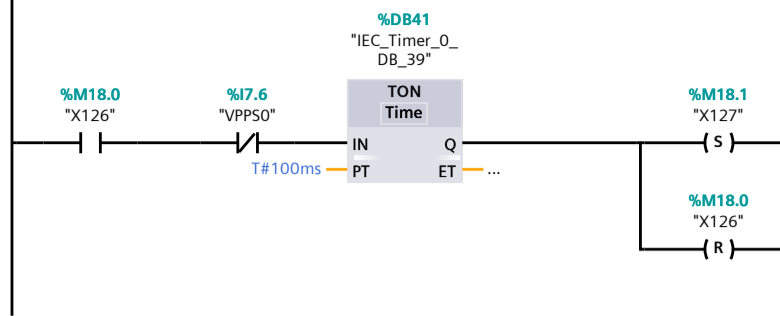 %DB41
"IEC_Timer_0_
DB_39"
TON
Time
%M18.0
"X126"
%I7.6
"VPPS0"
%M18.1
"X127"
IN
Q
S
T#100ms
PT
ET
...
%M18.0
"X126"
R